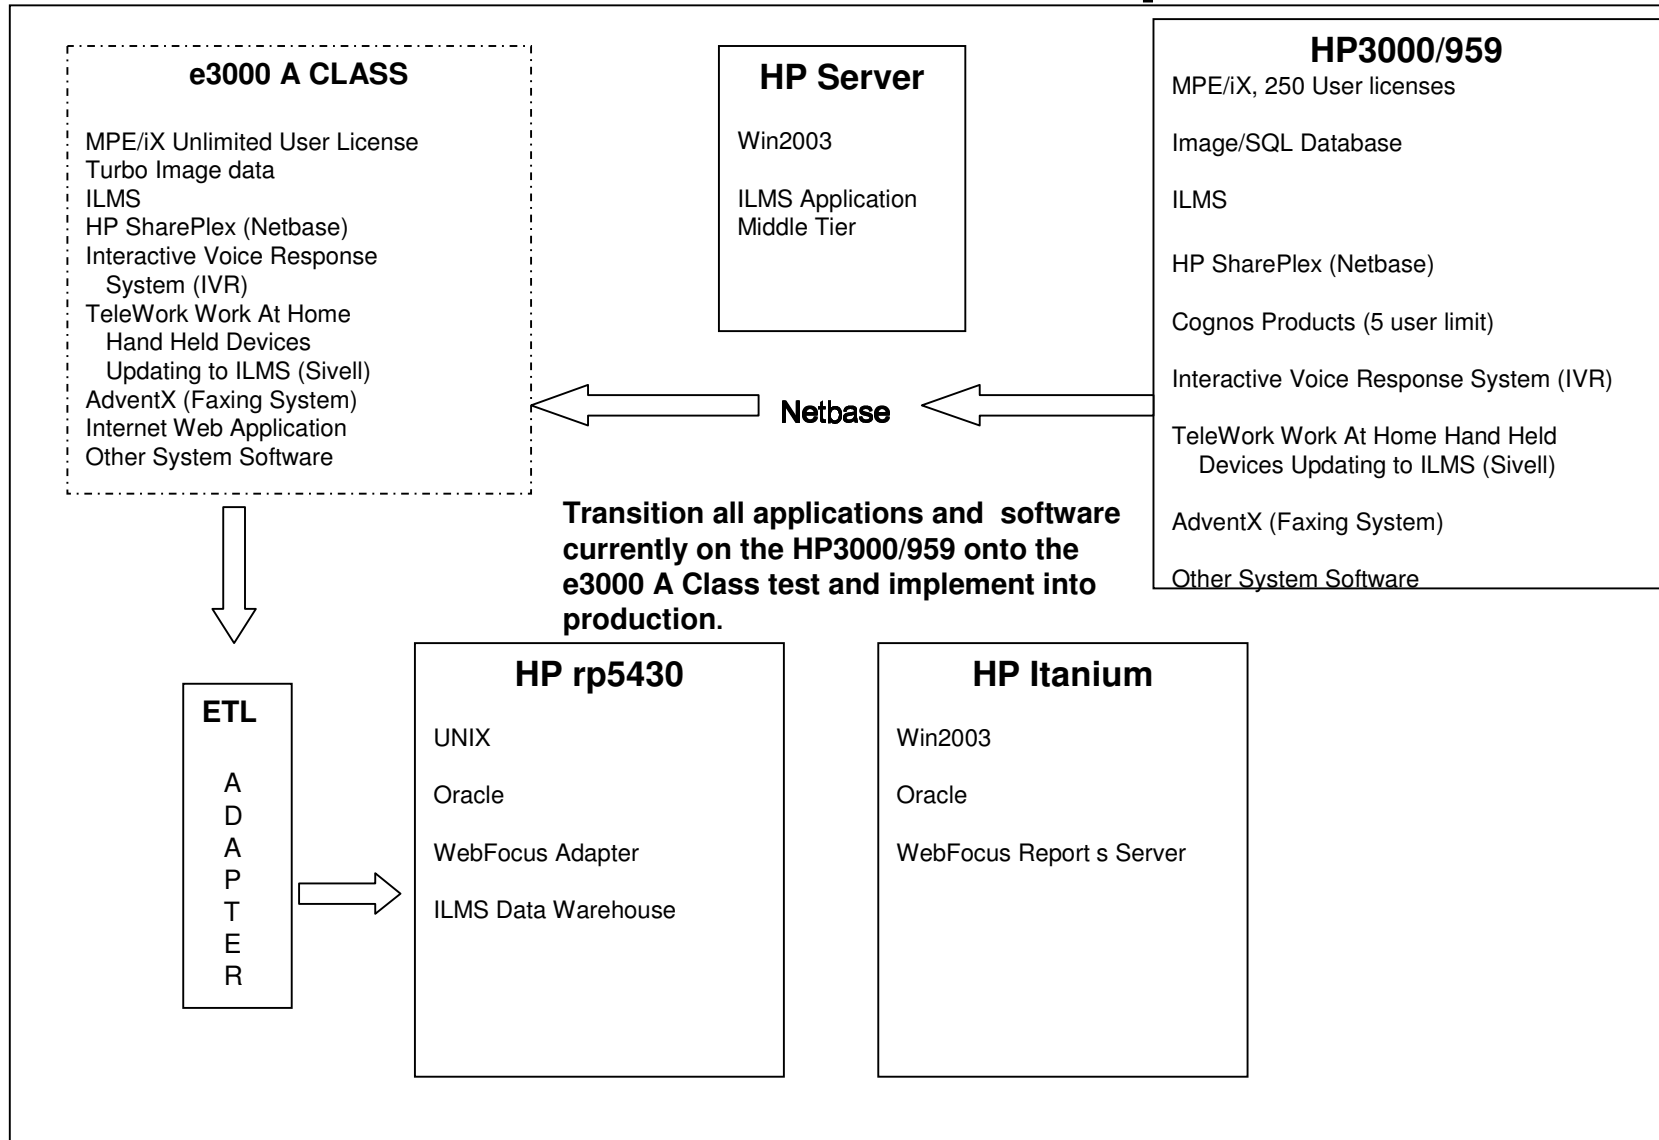 e3000 A CLASS
MPE/iX Unlimited User License
Turbo Image data
ILMS
HP SharePlex (Netbase)
Interactive Voice Response
System (IVR)
TeleWork Work At Home
Hand Held Devices
Updating to ILMS (Sivell)
AdventX (Faxing System)
Internet Web Application
Other System Software
HP Server
Win2003
ILMS Application
Middle Tier
HP3000/959
MPE/iX, 250 User licenses
Image/SQL Database
ILMS
HP SharePlex (Netbase)
Cognos Products (5 user limit)
Interactive Voice Response System (IVR)
TeleWork Work At Home Hand Held
Devices Updating to ILMS (Sivell)
AdventX (Faxing System)
Other System Software
Netbase
Transition all applications and software
currently on the HP3000/959 onto the
e3000 A Class test and implement into
production.
ETL
A
D
A
P
T
E
R
HP rp5430
UNIX
Oracle
WebFocus Adapter
ILMS Data Warehouse
HP Itanium
Win2003
Oracle
WebFocus Report s Server